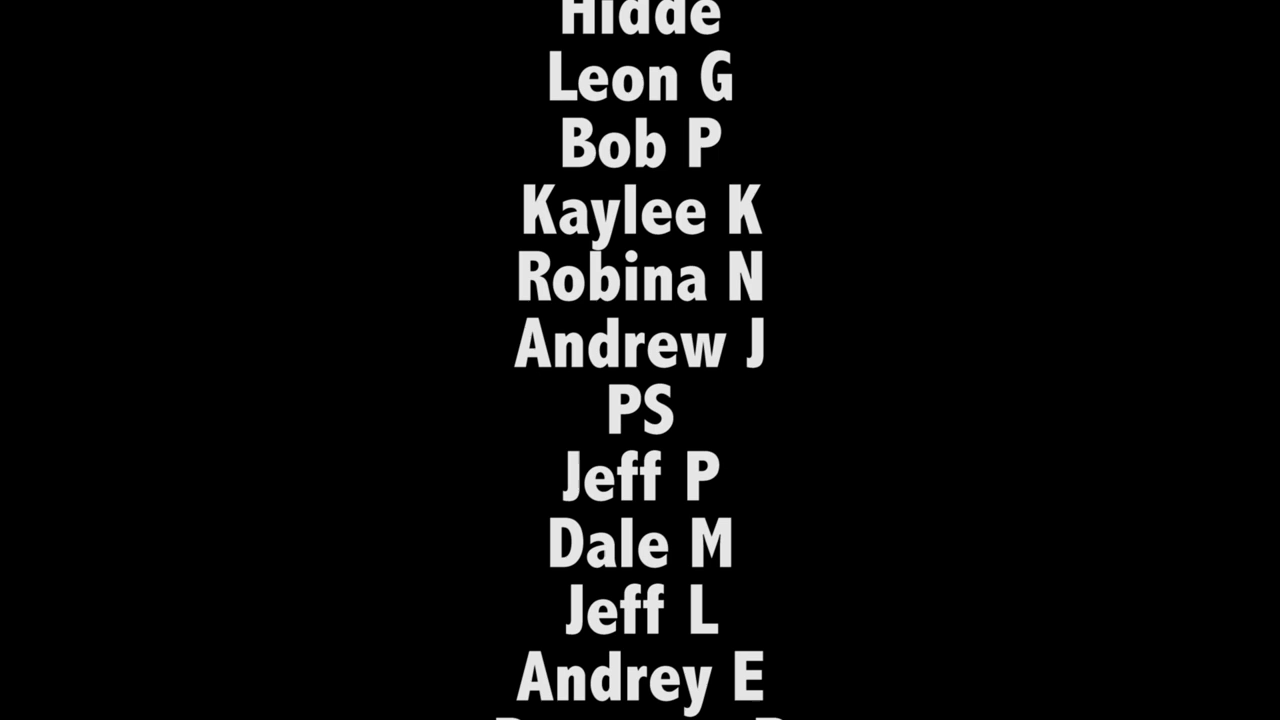 Hidde
Leon G
Bob P
Kaylee K
Robina N
Andrew J
PS
Jeff P
Dale M
Jeff L
Andrey E